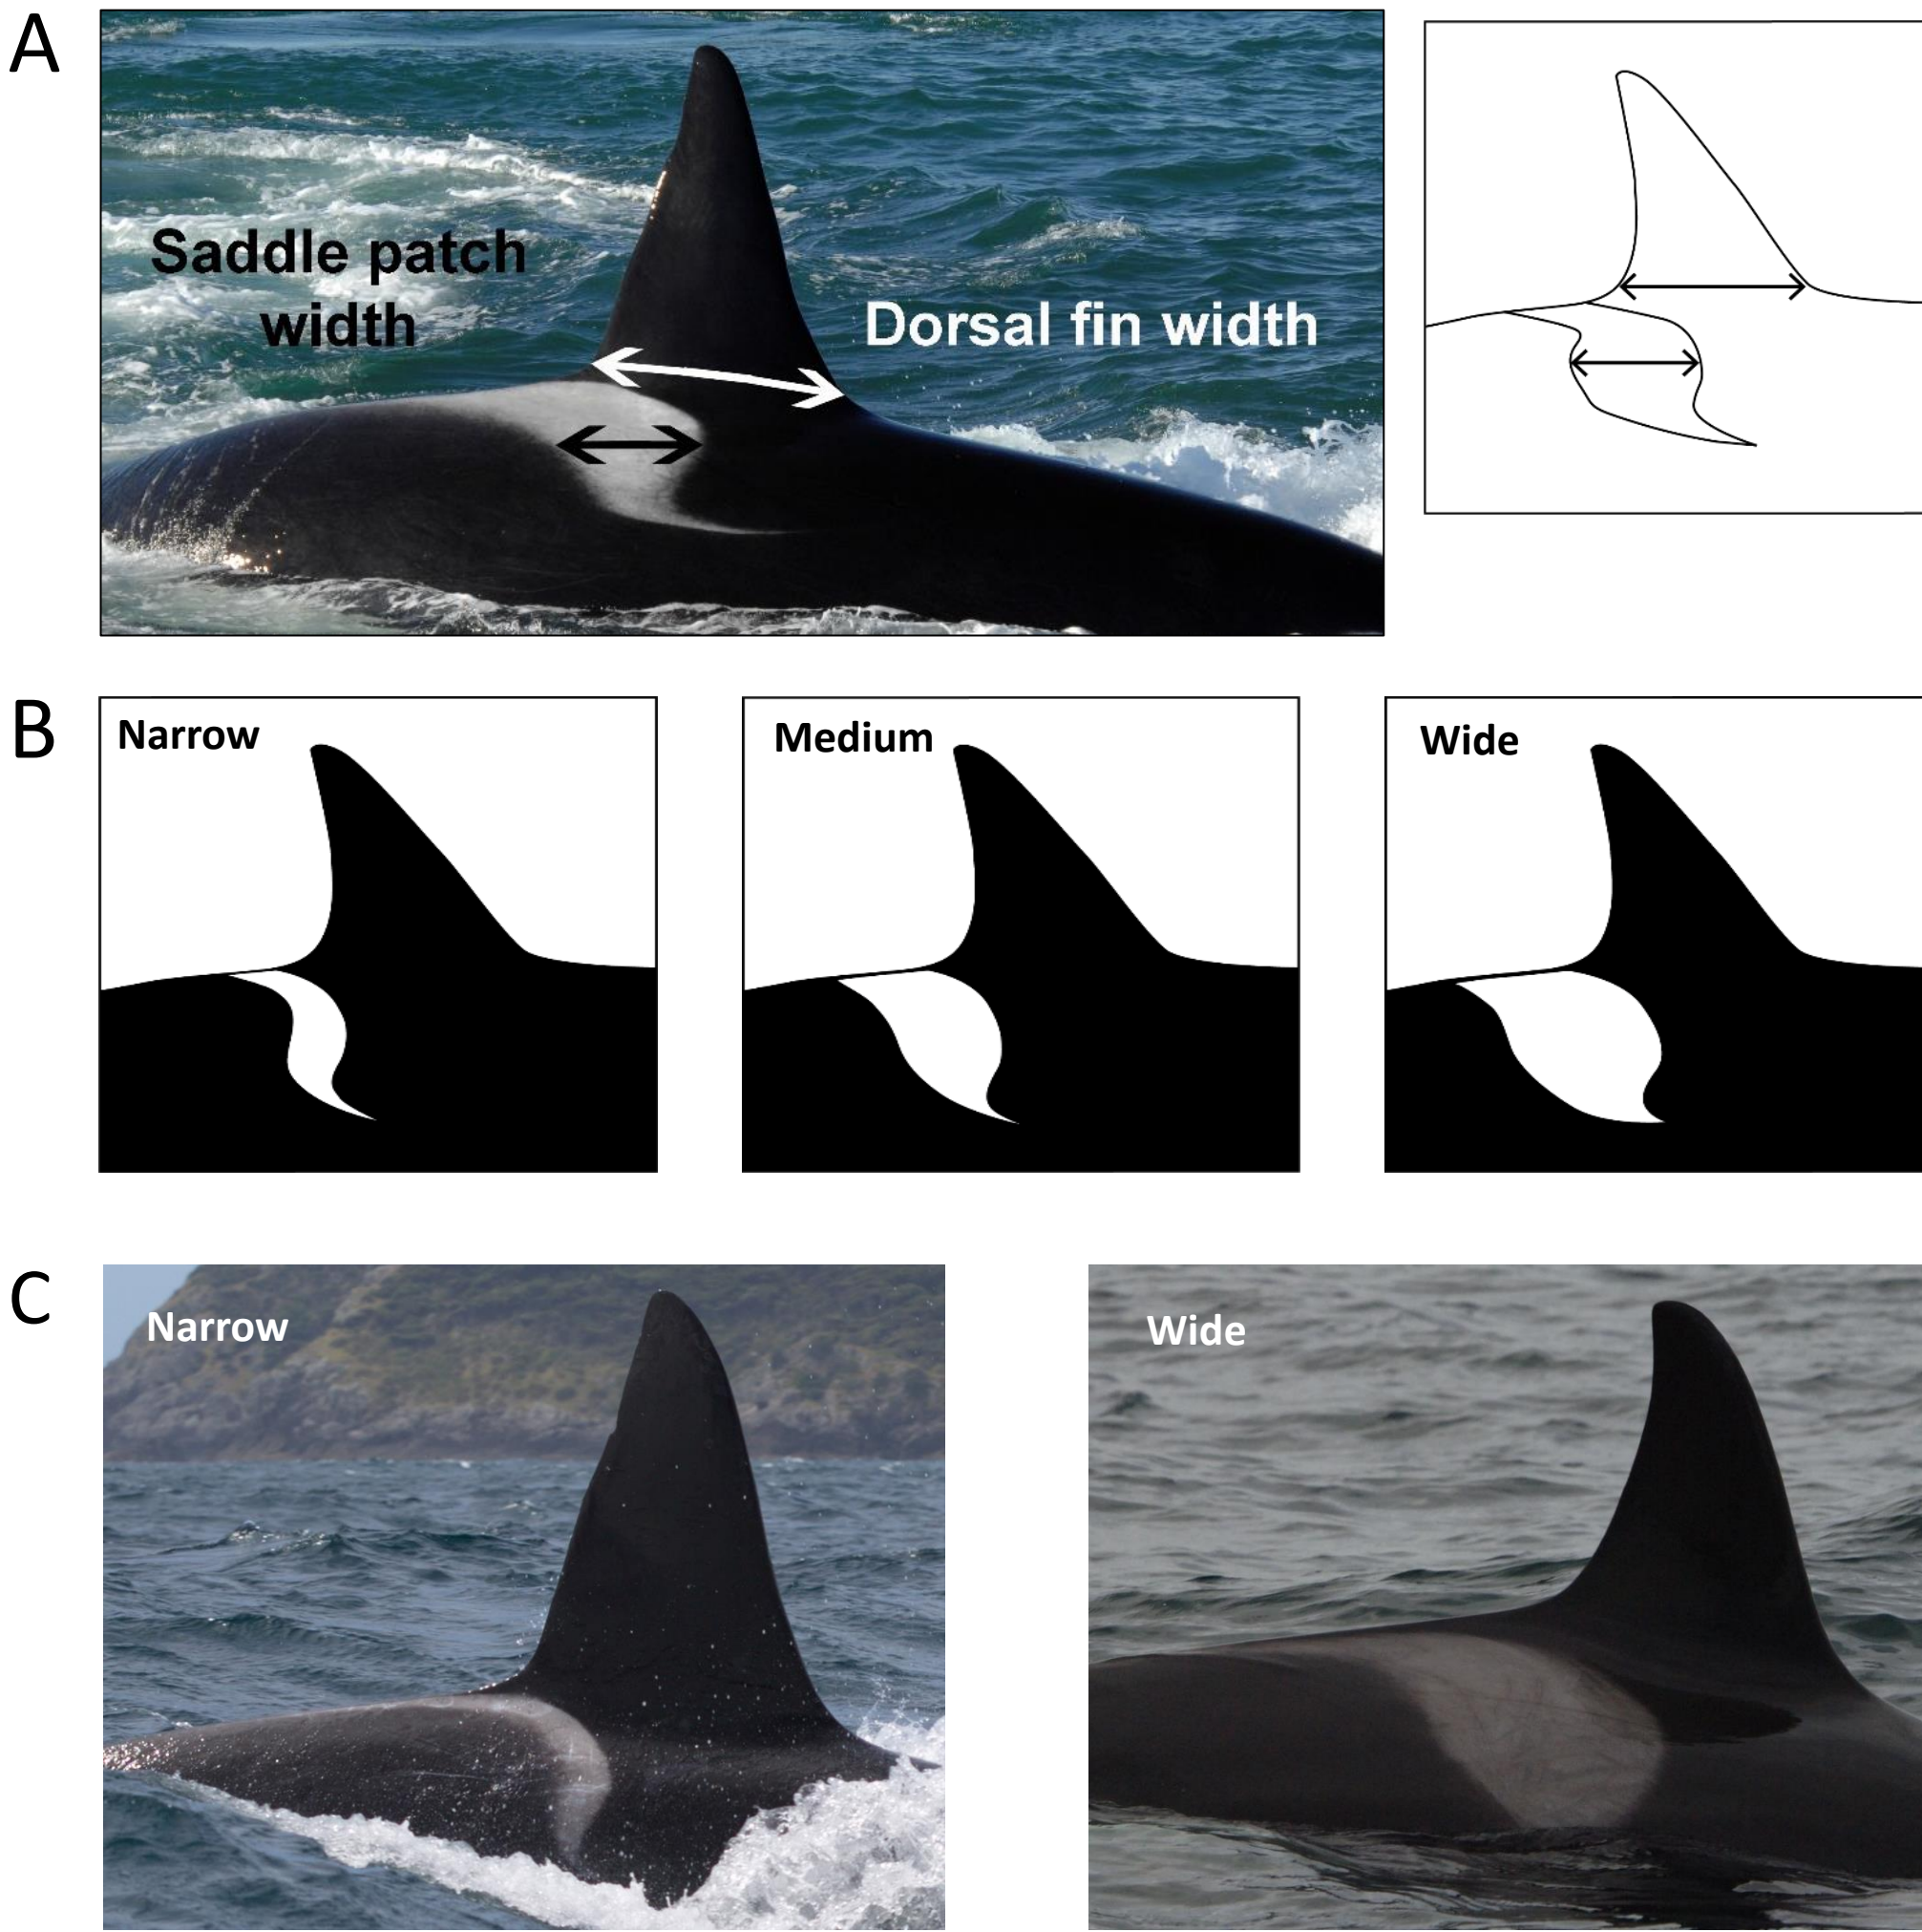 A
Saddle patch
width
Dorsal fin width
B
Narrow
Medium
Wide
C
Narrow
Wide